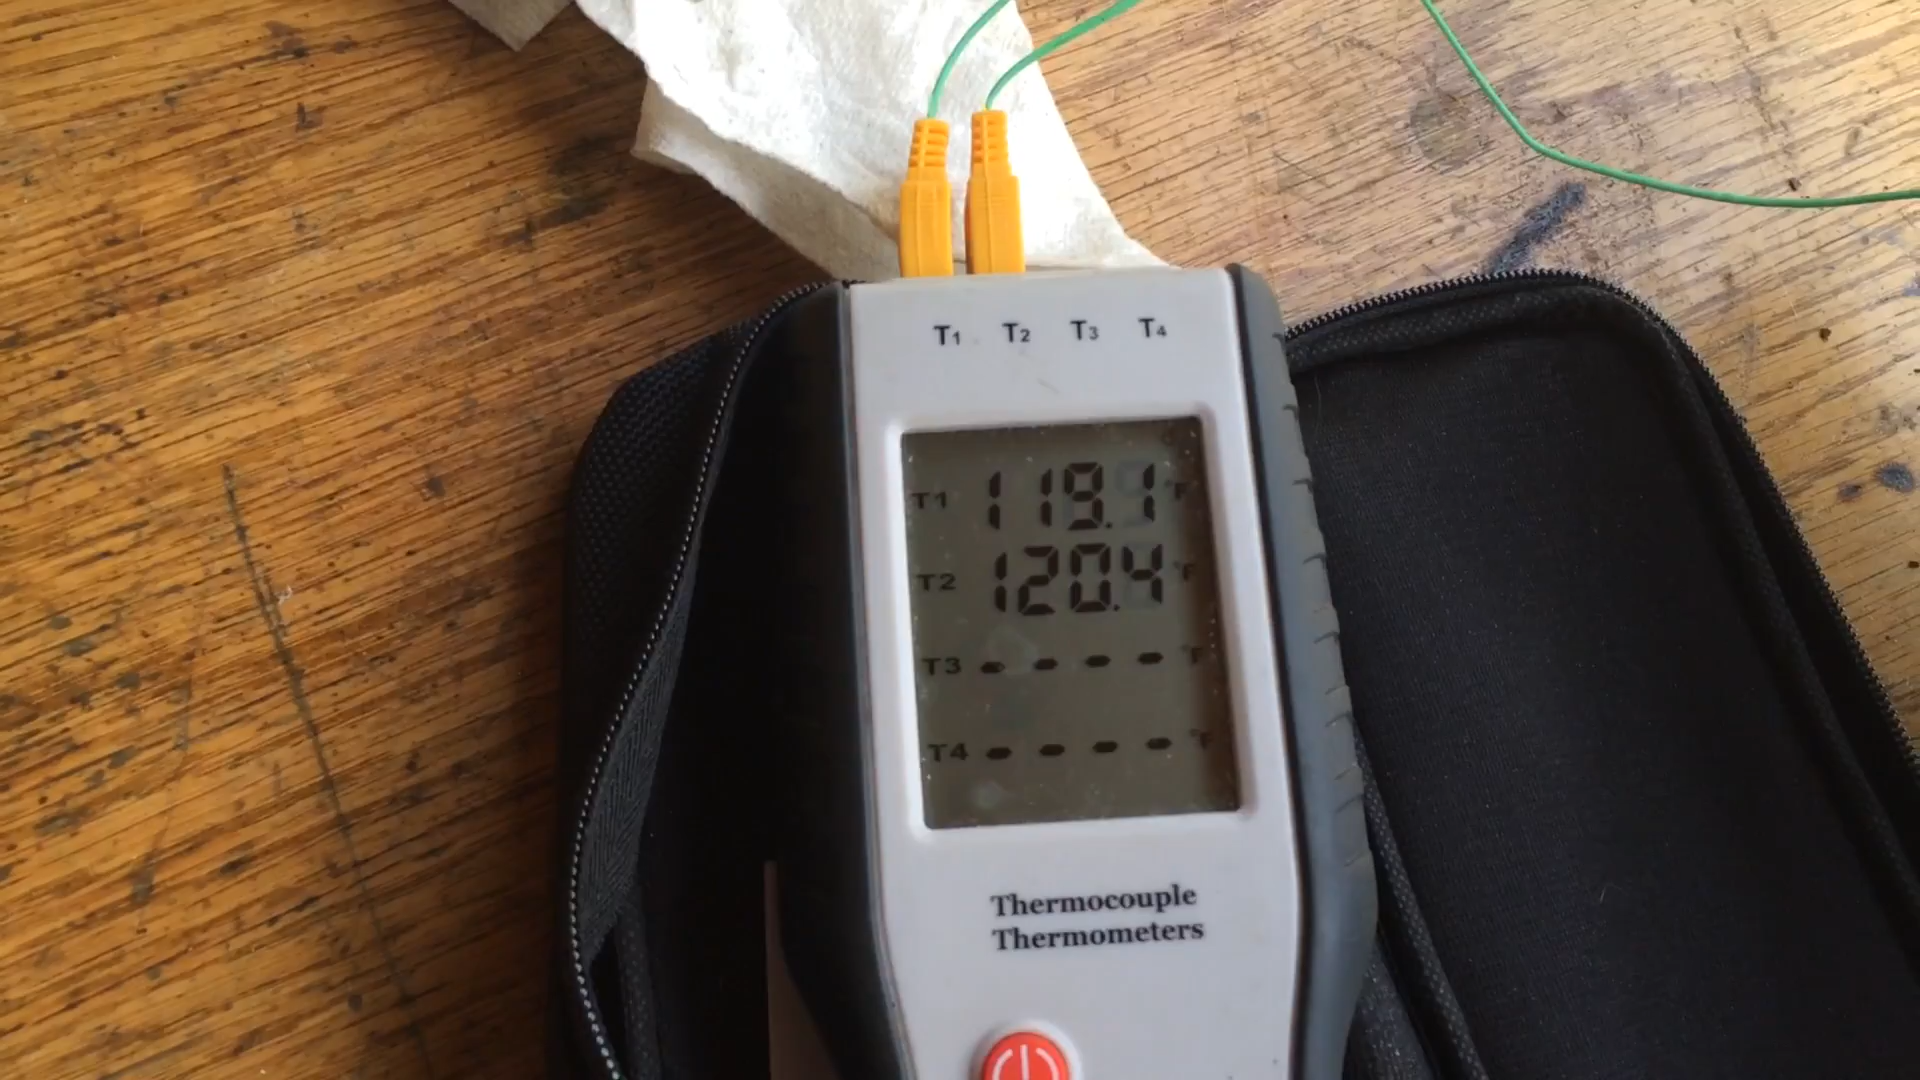 T1 T2 T3 T4
T1 119.1 °F
T2 120.4 °F
T3 - - - - °F
T4 - - - - °F
Thermocouple
Thermometers